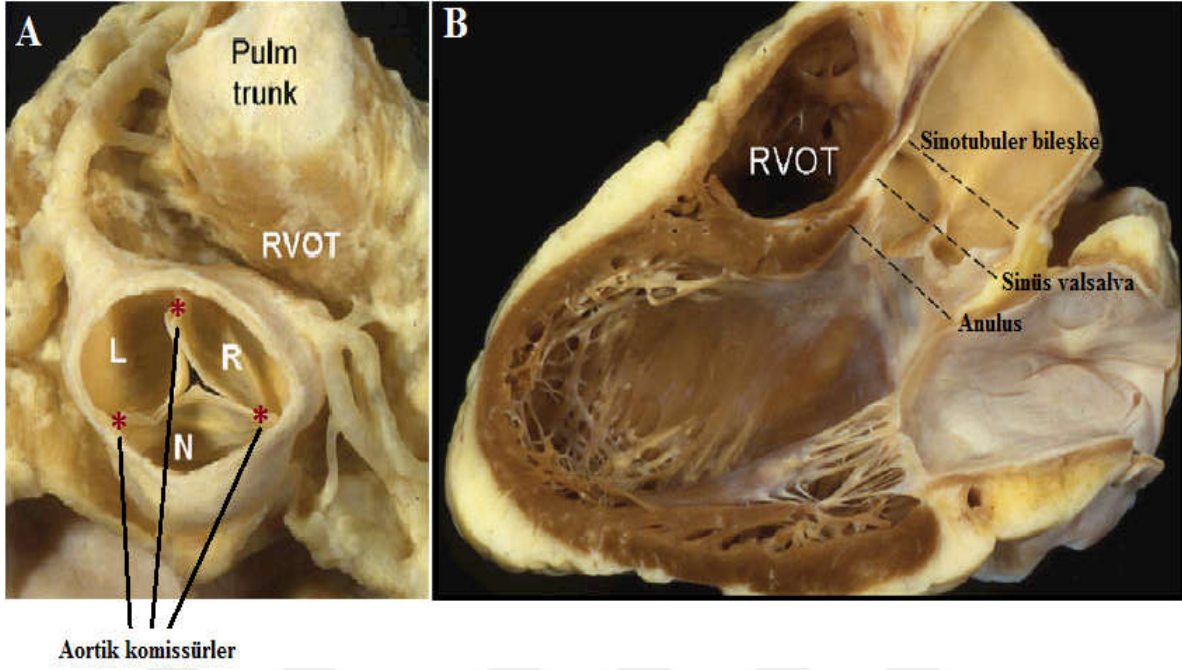 A
Pulm
trunk
RVOT
L
R
N
*
*
*
Aortik komissürler
B
RVOT
Sinotubuler bileşke
Sinüs valsalva
Anulus